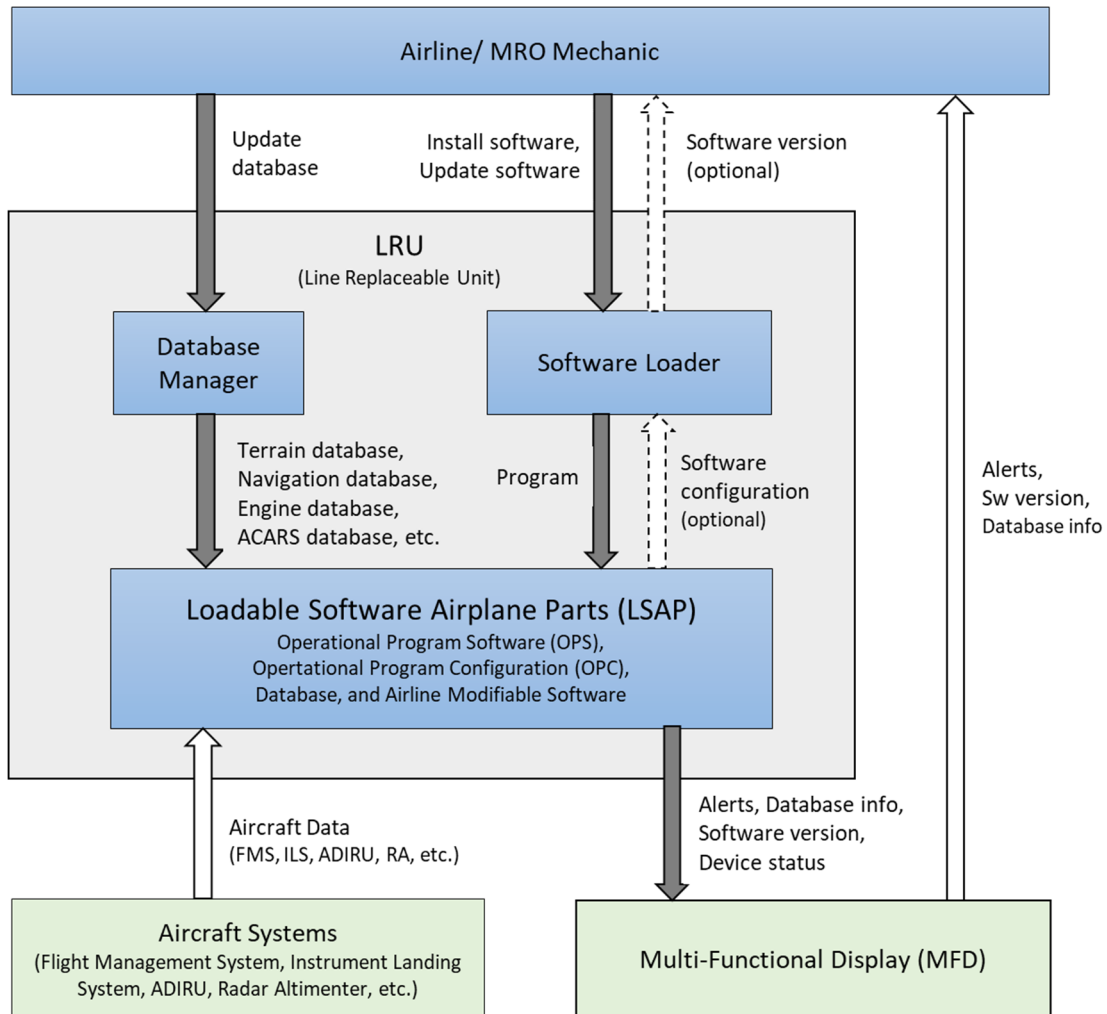 Airline/ MRO Mechanic
Update
database
Install software,
Update software
Software version
(optional)
LRU
(Line Replaceable Unit)
Database
Manager
Software Loader
Terrain database,
Navigation database,
Engine database,
ACARS database, etc.
Program
Software
configuration
(optional)
Alerts,
Sw version,
Database info
Loadable Software Airplane Parts (LSAP)
Operational Program Software (OPS),
Opertational Program Configuration (OPC),
Database, and Airline Modifiable Software
Aircraft Data
(FMS, ILS, ADIRU, RA, etc.)
Alerts, Database info,
Software version,
Device status
Aircraft Systems
(Flight Management System, Instrument Landing
System, ADIRU, Radar Altimenter, etc.)
Multi-Functional Display (MFD)